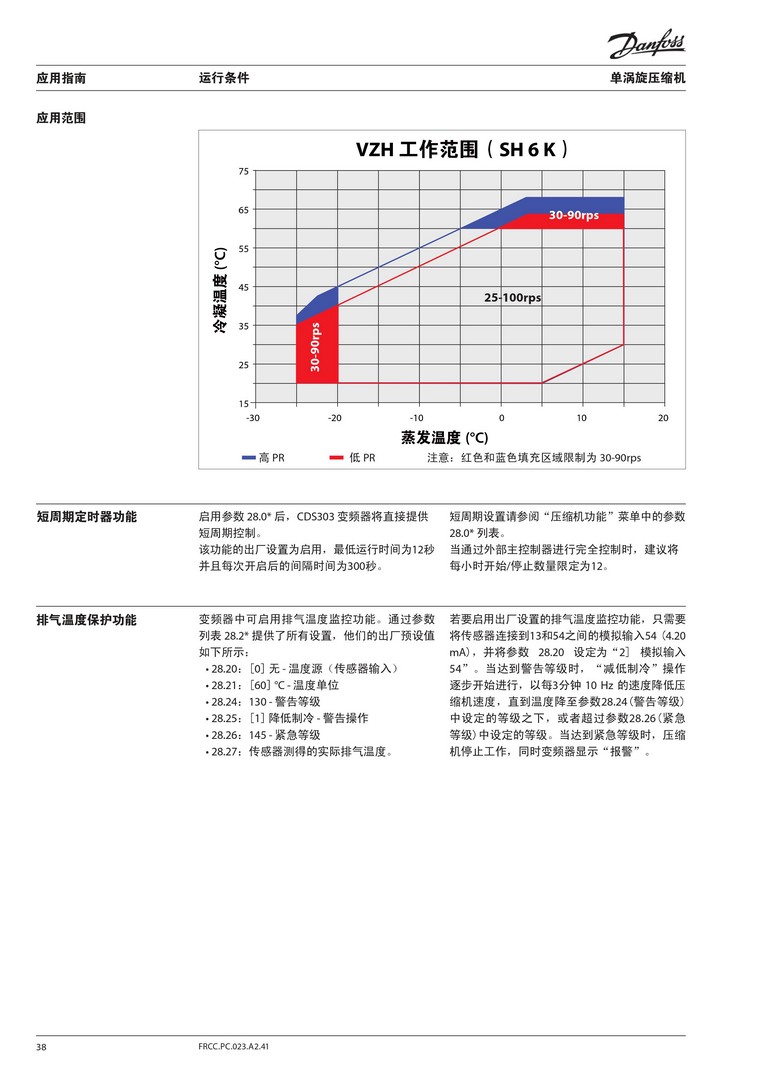 Danfoss
应用指南
运行条件
单涡旋压缩机
应用范围
VZH 工作范围（ SH 6 K ）
75
65
55
45
35
25
15
冷凝温度 (°C)
30-90rps
25-100rps
30-90rps
-30
-20
-10
0
10
20
蒸发温度 (°C)
高 PR
低 PR
注意：红色和蓝色填充区域限制为 30-90rps
短周期定时器功能
启用参数 28.0* 后，CDS303 变频器将直接提供
短周期控制。
该功能的出厂设置为启用，最低运行时间为12秒
并且每次开启后的间隔时间为300秒。
短周期设置请参阅“压缩机功能”菜单中的参数
28.0* 列表。
当通过外部主控制器进行完全控制时，建议将
每小时开始/停止数量限定为12。
排气温度保护功能
变频器中可启用排气温度监控功能。通过参数
列表 28.2* 提供了所有设置，他们的出厂预设值
如下所示：
• 28.20：［0］无 - 温度源（传感器输入）
• 28.21：［60］°C - 温度单位
• 28.24：130 - 警告等级
• 28.25：［1］降低制冷 - 警告操作
• 28.26：145 - 紧急等级
• 28.27：传感器测得的实际排气温度。
若要启用出厂设置的排气温度监控功能，只需要
将传感器连接到13和54之间的模拟输入54（4.20
mA），并将参数 28.20 设定为“2］ 模拟输入
54”。当达到警告等级时，“减低制冷”操作
逐步开始进行，以每3分钟 10 Hz 的速度降低压
缩机速度，直到温度降至参数28.24（警告等级）
中设定的等级之下，或者超过参数28.26（紧急
等级）中设定的等级。当达到紧急等级时，压缩
机停止工作，同时变频器显示“报警”。
38
FRCC.PC.023.A2.41